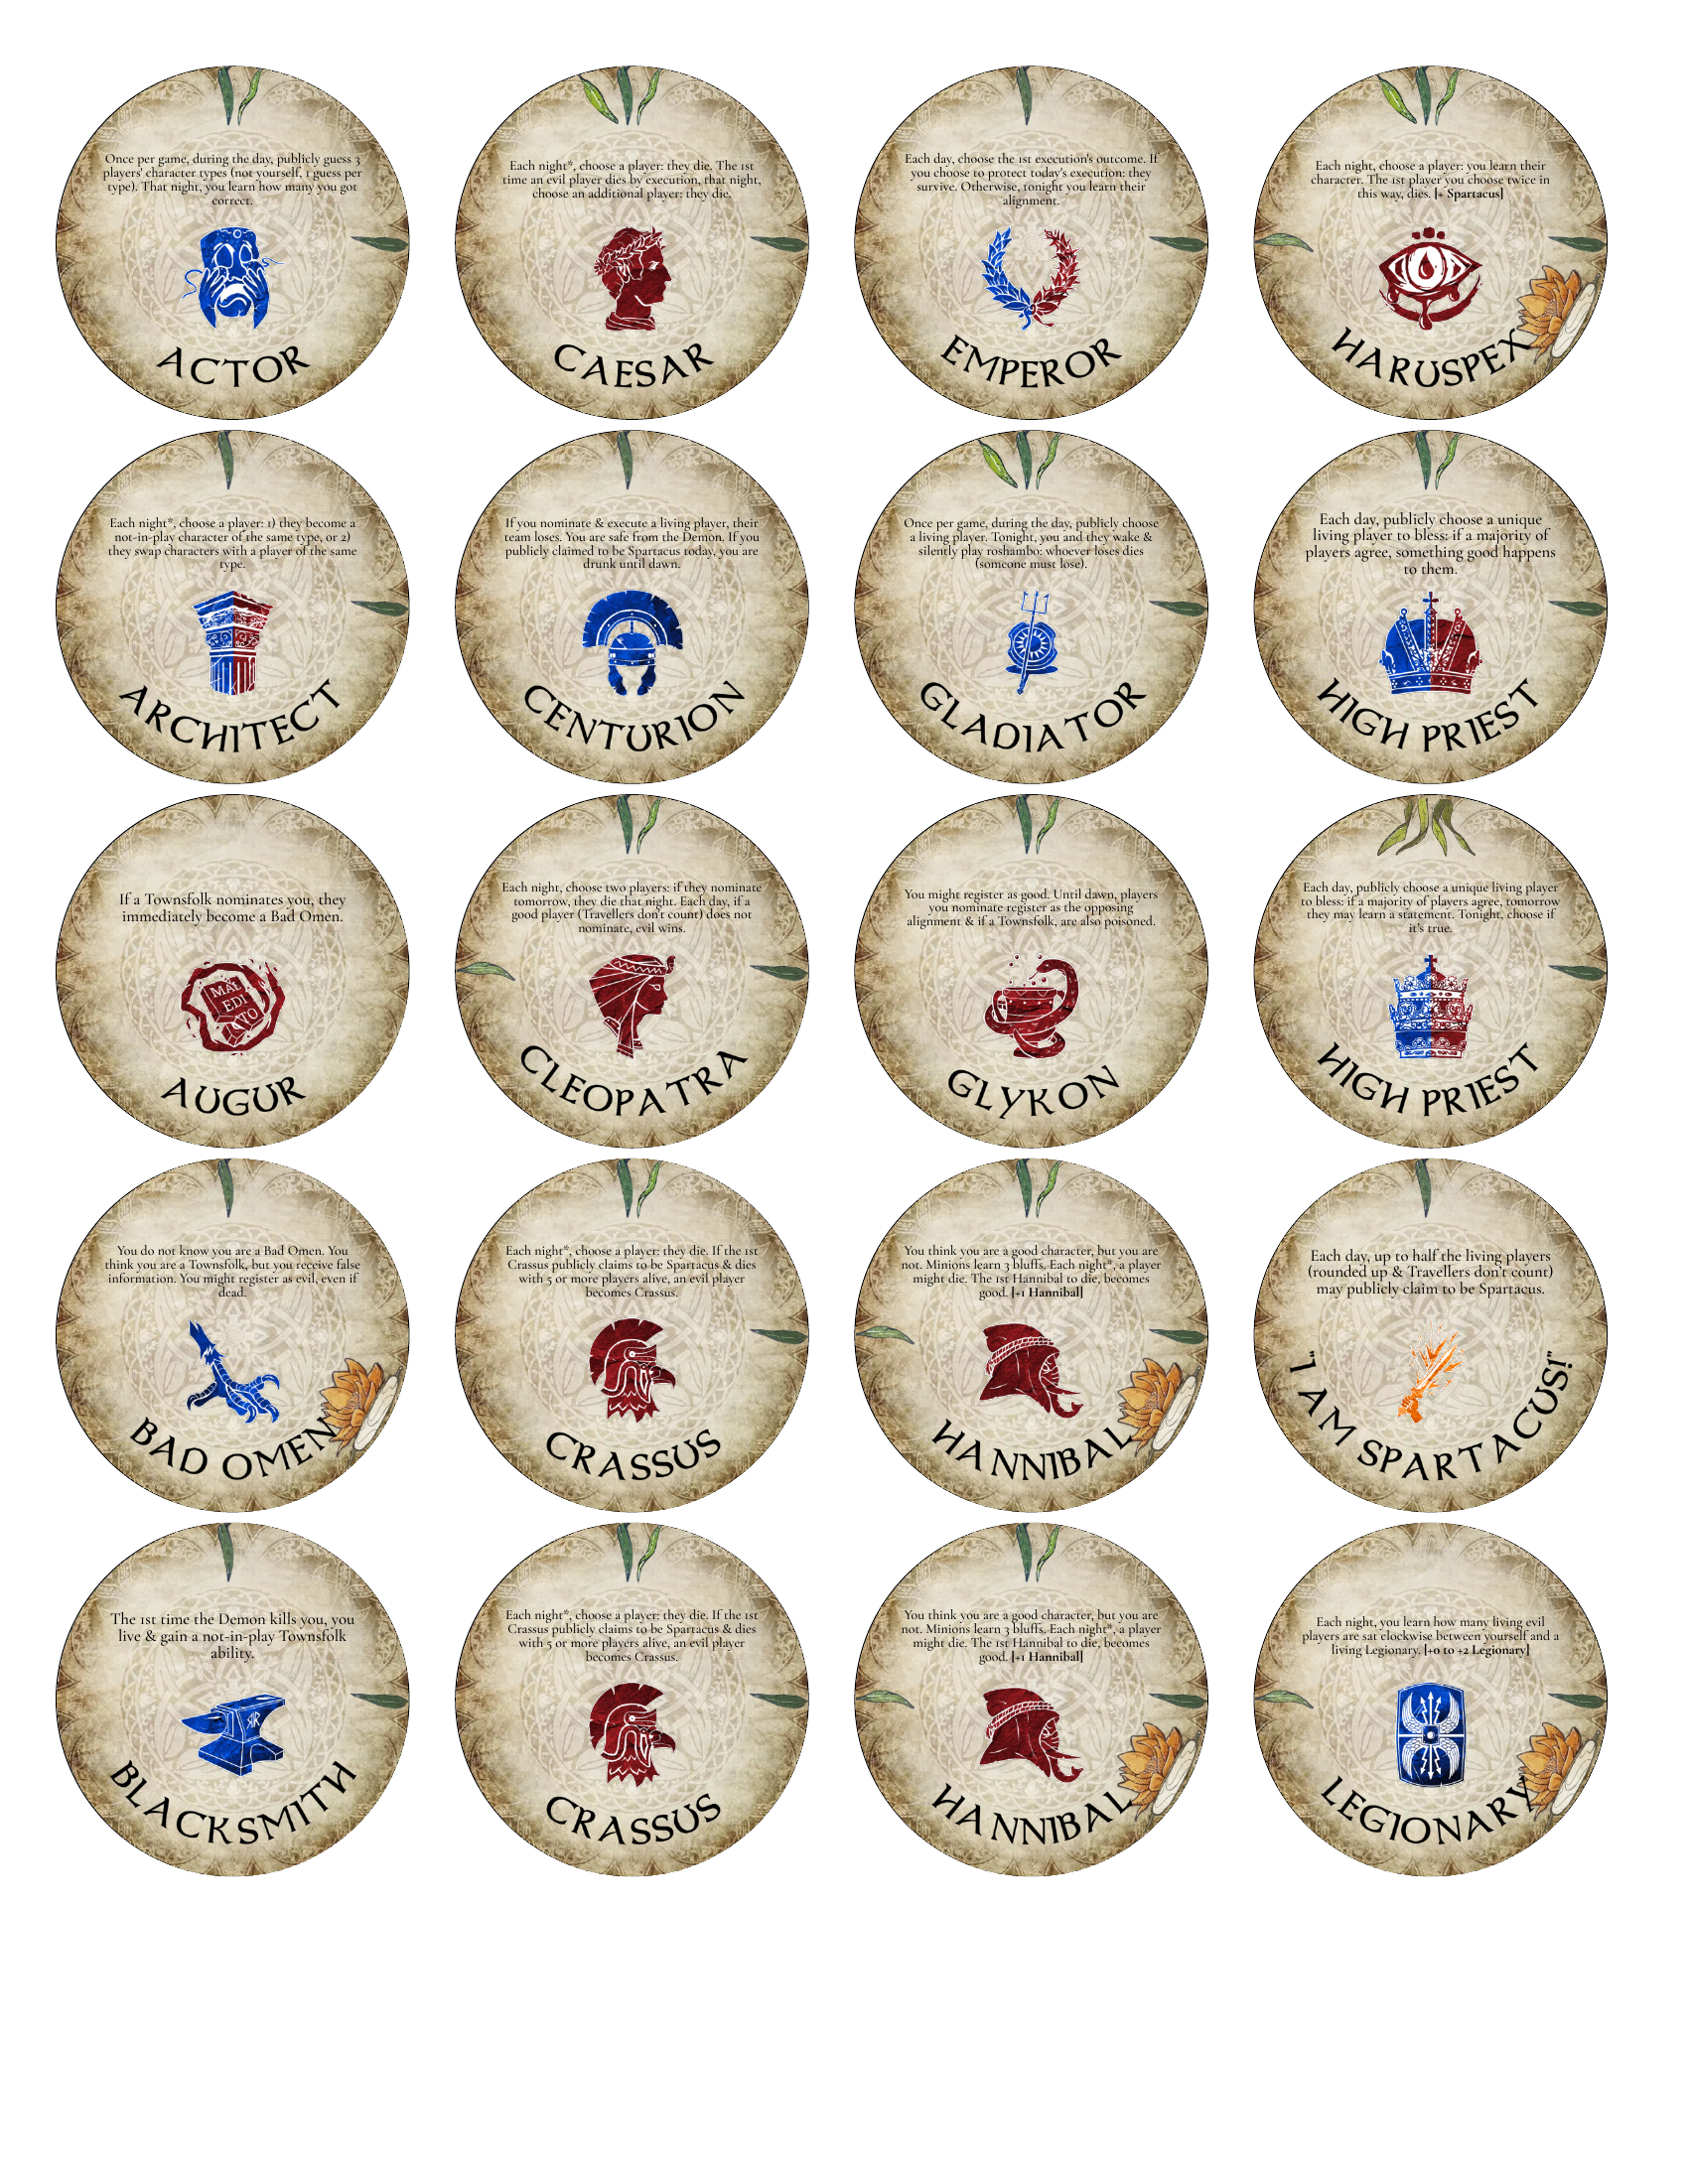 Once per game, during the day, publicly guess 3
players' character types (not yourself, 1 guess per
type). That night, you learn how many you got
correct.
ACTOR
Each night*, choose a player: they die. The 1st
time an evil player dies by execution, that night,
choose an additional player: they die.
CAESAR
Each day, choose the 1st execution's outcome. If
you choose to protect today's execution: they
survive. Otherwise, tonight you learn their
alignment.
EMPEROR
Each night, choose a player: you learn their
character. The 1st player you choose twice in
this way, dies. [+ Spartacus]
HARUSPEX
Each night*, choose a player: 1) they become a
not-in-play character of the same type, or 2)
they swap characters with a player of the same
type.
ARCHITECT
If you nominate & execute a living player, their
team loses. You are safe from the Demon. If you
publicly claimed to be Spartacus today, you are
drunk until dawn.
CENTURION
Once per game, during the day, publicly choose
a living player. Tonight, you and they wake &
silently play roshambo: whoever loses dies
(someone must lose).
GLADIATOR
Each day, publicly choose a unique
living player to bless: if a majority of
players agree, something good happens
to them.
HIGH PRIEST
If a Townsfolk nominates you, they
immediately become a Bad Omen.
MAL
EDI
VO
AUGUR
Each night, choose two players: if they nominate
tomorrow, they die that night. Each day, if a
good player (Travellers don't count) does not
nominate, evil wins.
CLEOPATRA
You might register as good. Until dawn, players
you nominate register as the opposing
alignment & if a Townsfolk, are also poisoned.
GLYKON
Each day, publicly choose a unique living player
to bless: if a majority of players agree, tomorrow
they may learn a statement. Tonight, choose if
it's true.
HIGH PRIEST
You do not know you are a Bad Omen. You
think you are a Townsfolk, but you receive false
information. You might register as evil, even if
dead.
BAD OMEN
Each night*, choose a player: they die. If the 1st
Crassus publicly claims to be Spartacus & dies
with 5 or more players alive, an evil player
becomes Crassus.
CRASSUS
You think you are a good character, but you are
not. Minions learn 3 bluffs. Each night*, a player
might die. The 1st Hannibal to die, becomes
good. [+1 Hannibal]
HANNIBAL
Each day, up to half the living players
(rounded up & Travellers don't count)
may publicly claim to be Spartacus.
"I AM SPARTACUS!"
The 1st time the Demon kills you, you
live & gain a not-in-play Townsfolk
ability.
BLACKSMITH
Each night*, choose a player: they die. If the 1st
Crassus publicly claims to be Spartacus & dies
with 5 or more players alive, an evil player
becomes Crassus.
CRASSUS
You think you are a good character, but you are
not. Minions learn 3 bluffs. Each night*, a player
might die. The 1st Hannibal to die, becomes
good. [+1 Hannibal]
HANNIBAL
Each night, you learn how many living evil
players are sat clockwise between yourself and a
living Legionary. [+0 to +2 Legionary]
LEGIONARY